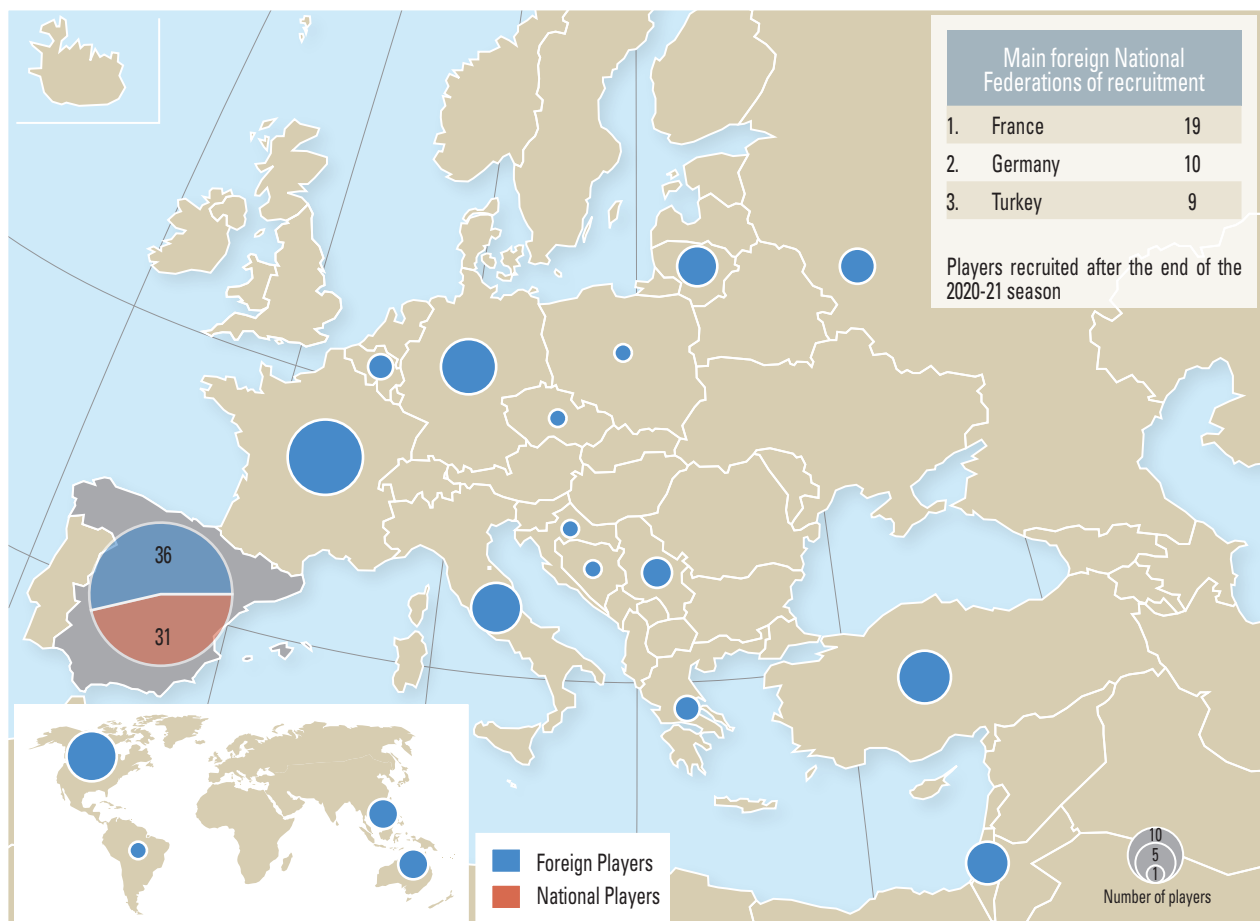 Main foreign National
Federations of recruitment
1. France 19
2. Germany 10
3. Turkey 9
Players recruited after the end of the
2020-21 season
36
31
Foreign Players
National Players
10
5
1
Number of players